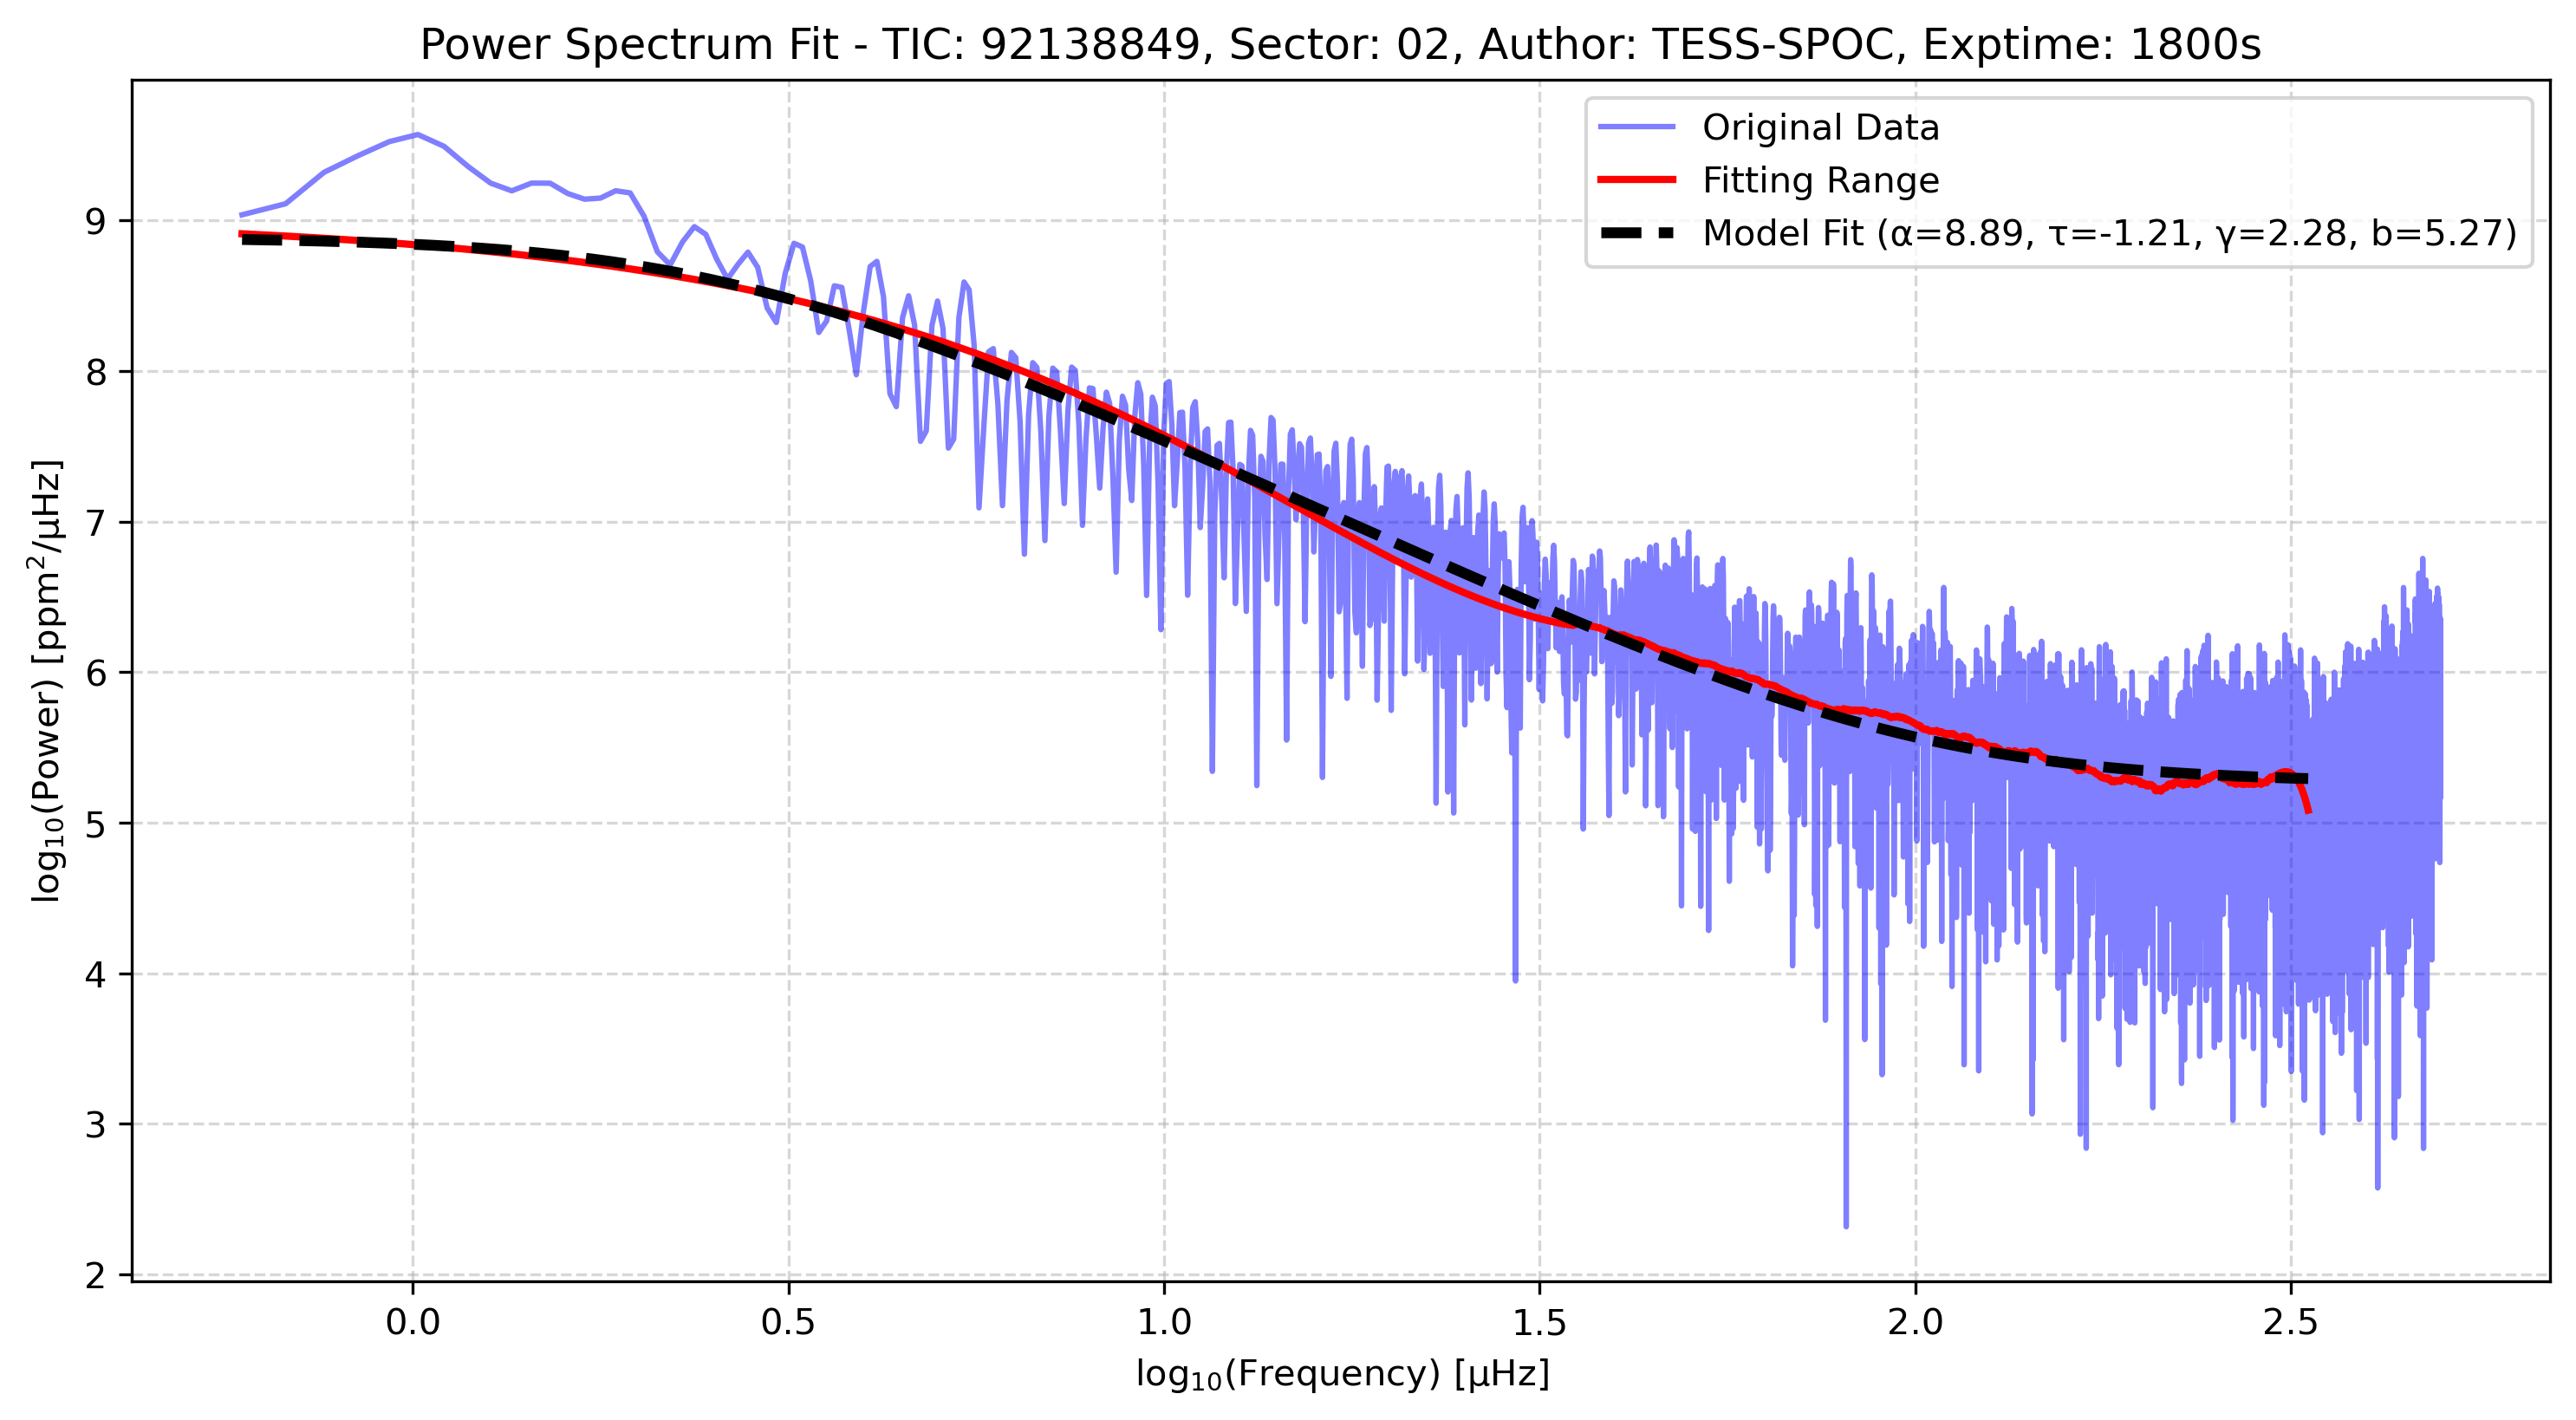 Power Spectrum Fit - TIC: 92138849, Sector: 02, Author: TESS-SPOC, Exptime: 1800s
Original Data
Fitting Range
Model Fit (α=8.89, τ=-1.21, γ=2.28, b=5.27)
log₁₀(Power) [ppm²/μHz]
9
8
7
6
5
4
3
2
0.0 0.5 1.0 1.5 2.0 2.5
log₁₀(Frequency) [μHz]